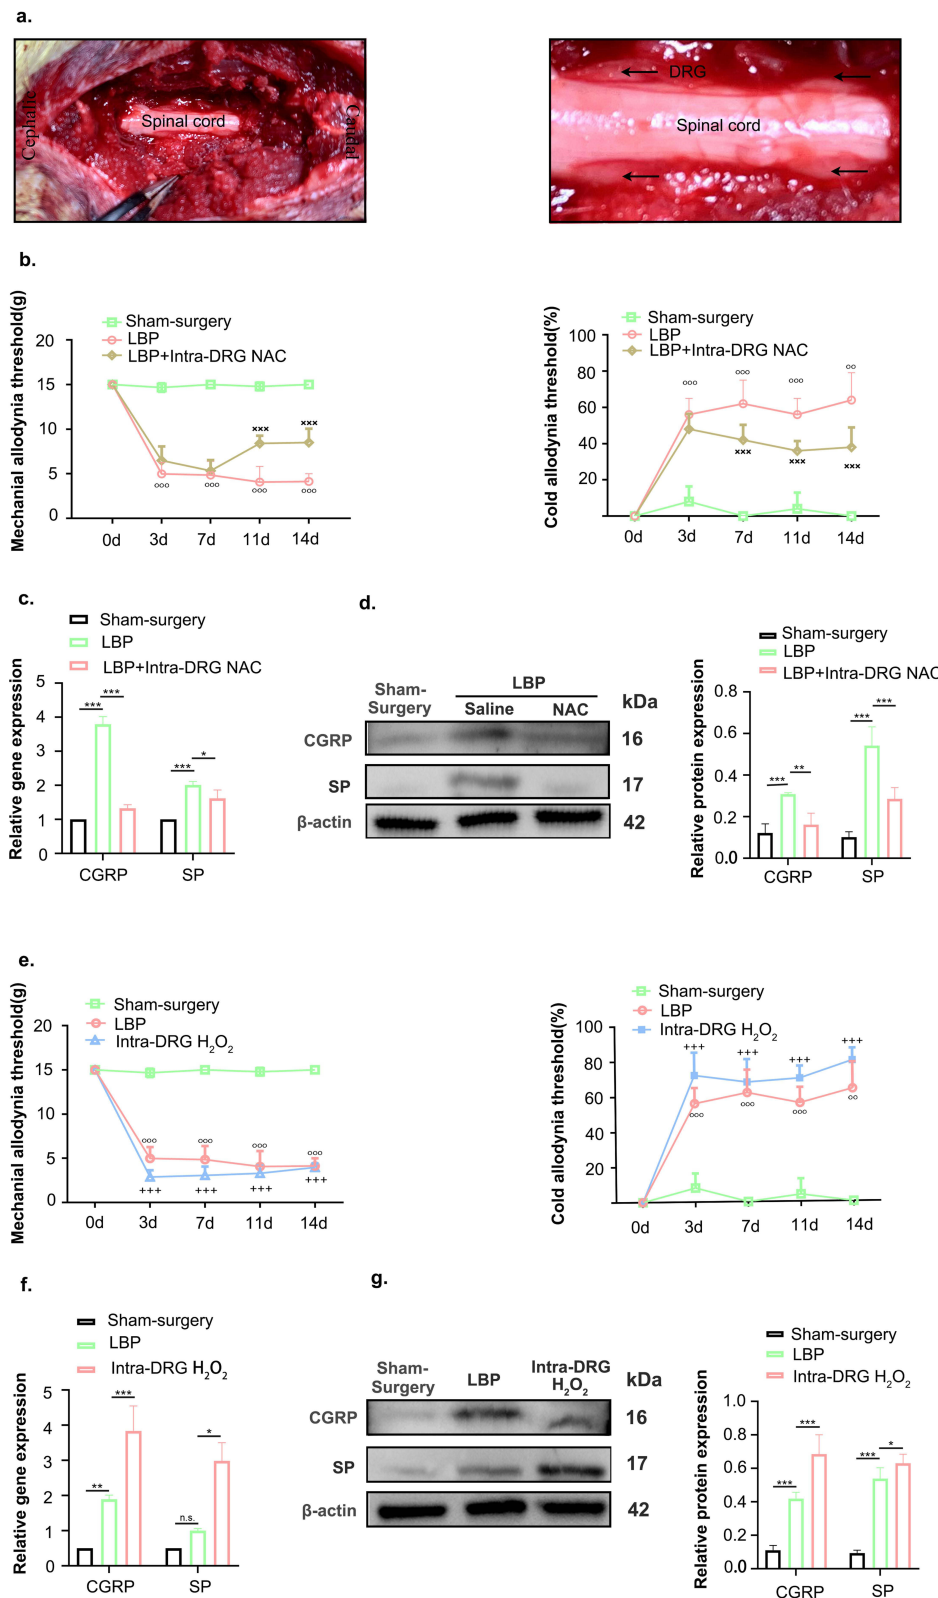 a.
Cephalic
Spinal cord
Caudal
DRG
Spinal cord
b.
Mechanial allodynia threshold(g)
Sham-surgery
LBP
LBP+Intra-DRG NAC
20
15
10
5
0
×××
×××
○○○
○○○
○○○
○○○
0d 3d 7d 11d 14d
Cold allodynia threshold(%)
Sham-surgery
LBP
LBP+Intra-DRG NAC
100
80
60
40
20
○○○
○○○
○○○
○○
×××
×××
×××
0d 3d 7d 11d 14d
c.
Sham-surgery
LBP
LBP+Intra-DRG NAC
Relative gene expression
5
4
3
2
1
0
***
***
***
*
CGRP SP
d.
Sham-
Surgery
LBP
Saline NAC
kDa
CGRP 16
SP 17
β-actin 42
Sham-surgery
LBP
LBP+Intra-DRG NAC
Relative protein expression
0.8
0.6
0.4
0.2
0.0
***
**
***
***
CGRP SP
e.
Mechanial allodynia threshold(g)
Sham-surgery
LBP
Intra-DRG H₂O₂
20
15
10
5
0
○○○
○○○
○○○
○○○
+++
+++
+++
+++
0d 3d 7d 11d 14d
Cold allodynia threshold(%)
Sham-surgery
LBP
Intra-DRG H₂O₂
100
80
60
40
20
+++
+++
+++
+++
○○○
○○○
○○○
○○
0d 3d 7d 11d 14d
f.
Sham-surgery
LBP
Intra-DRG H₂O₂
Relative gene expression
5
4
3
2
1
0
**
***
n.s.
*
CGRP SP
g.
Sham-
Surgery
LBP
Intra-DRG
H₂O₂
kDa
CGRP 16
SP 17
β-actin 42
Sham-surgery
LBP
Intra-DRG H₂O₂
Relative protein expression
1.0
0.8
0.6
0.4
0.2
0.0
***
***
***
*
CGRP SP